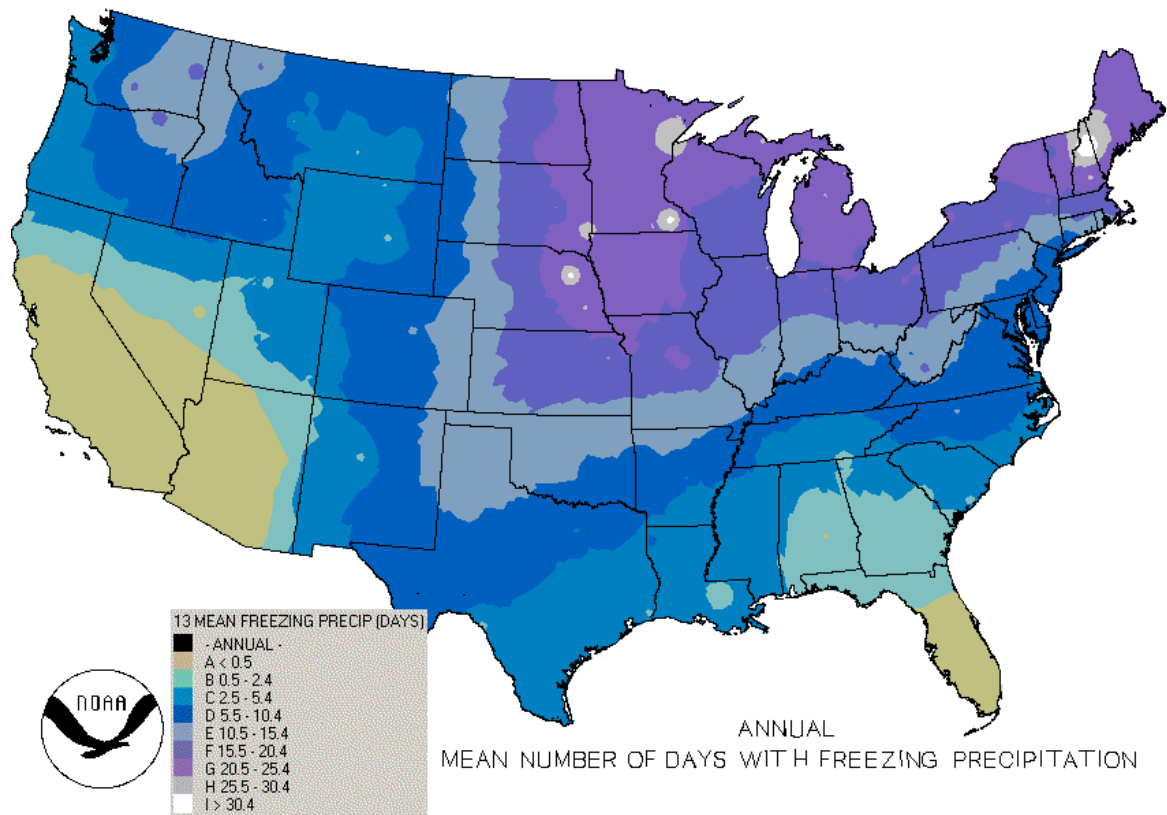 13 MEAN FREEZING PRECIP (DAYS)
- ANNUAL -
A < 0.5
B 0.5 - 2.4
C 2.5 - 5.4
D 5.5 - 10.4
E 10.5 - 15.4
F 15.5 - 20.4
G 20.5 - 25.4
H 25.5 - 30.4
I > 30.4
NOAA
ANNUAL
MEAN NUMBER OF DAYS WITH FREEZING PRECIPITATION